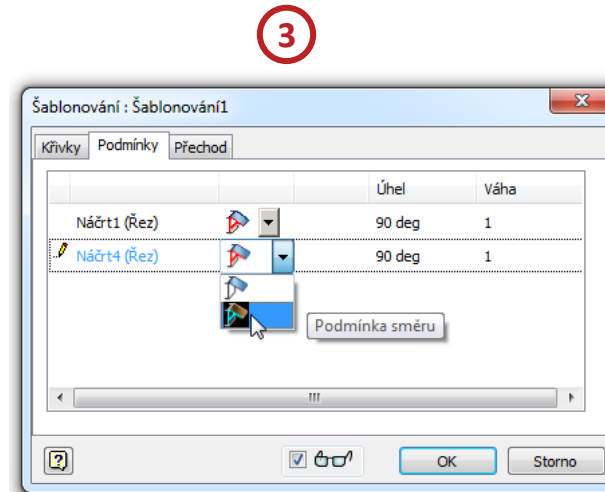 3
Šablonování : Šablonování1
Křivky Podmínky Přechod
Úhel Váha
Náčrt1 (Řez) 90 deg 1
Náčrt4 (Řez) 90 deg 1
Podmínka směru
OK Storno